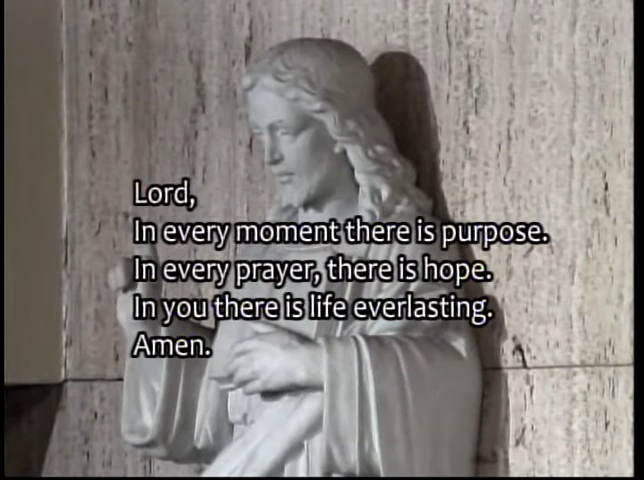 Lord,
In every moment there is purpose.
In every prayer, there is hope.
In you there is life everlasting.
Amen.